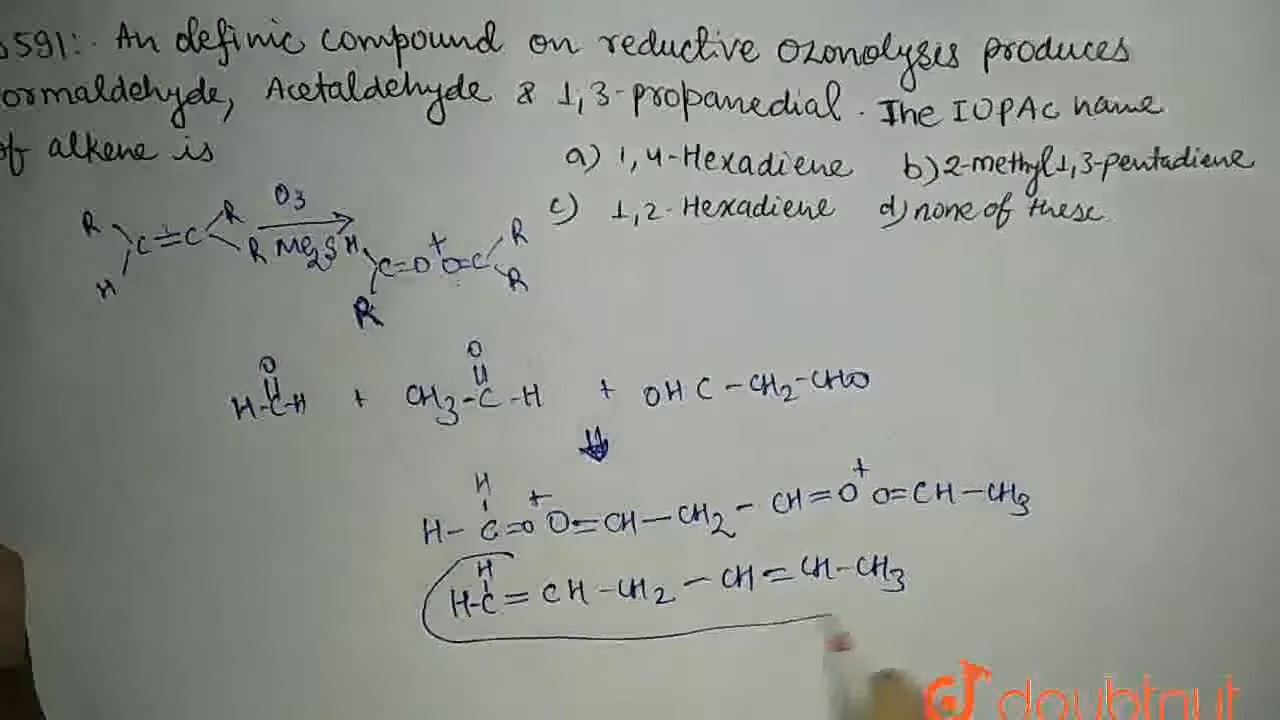 591:. An definic compound on reductive ozonolysis produces
ormaldehyde, Acetaldehyde & 1,3-propanedial. The IOPAC name
of alkene is
a) 1,4-Hexadiene b) 2-methyl 1,3-pentadiene
c) 1,2-Hexadiene d) none of these
O3
R R
C=C
H R Me2S
H R
C=O + O=C
R R
O O
H-C-H + CH3-C-H + OHC-CH2-CHO
H
H-C=O + O=CH-CH2-CH=O + O=CH-CH3
H
H-C=CH-CH2-CH=CH-CH3
doubtnut